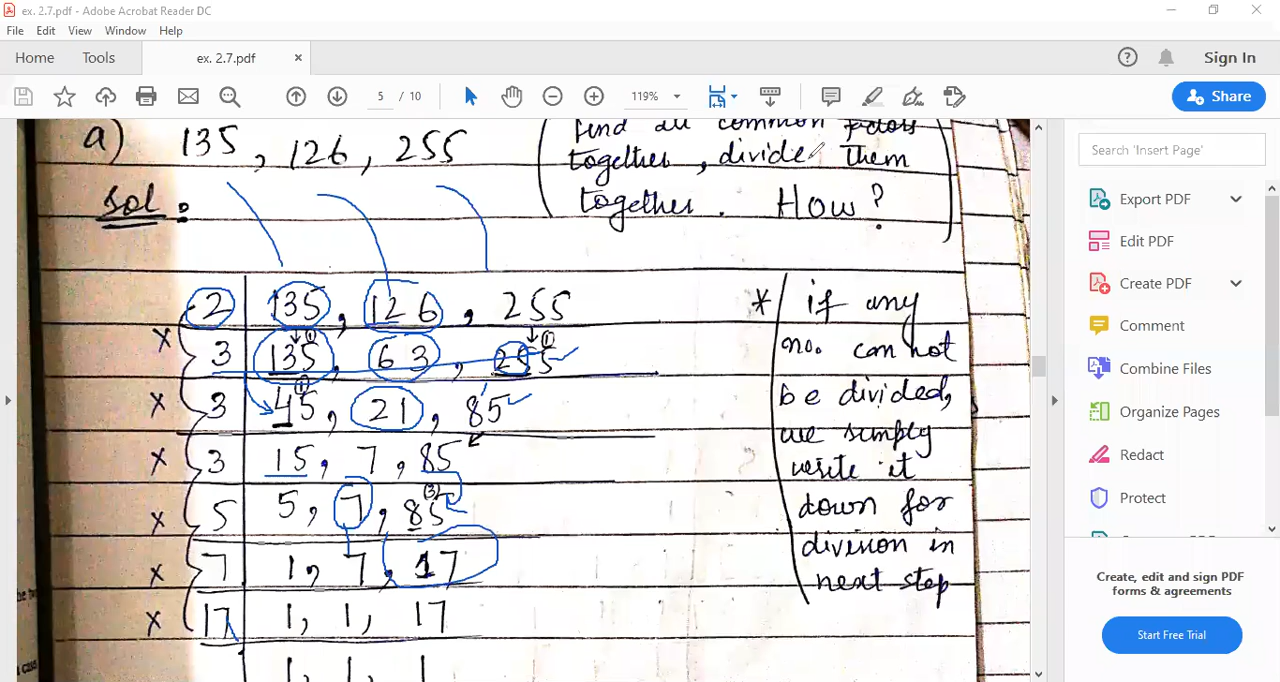 ex. 2.7.pdf - Adobe Acrobat Reader DC
File Edit View Window Help
Home Tools ex. 2.7.pdf × Sign In
5 / 10 119% Share
a) 135, 126, 255
find all common factors
together, divide them
together. How?
Sol:
2 135, 126, 255
× 3 135, 63, 255
× 3 45, 21, 85
× 3 15, 7, 85
× 5 5, 7, 85
× 7 1, 7, 17
× 17 1, 1, 17
1, 1, 1
* if any
no. can not
be divided,
we simply
write it
down for
division in
next step
Search 'Insert Page'
Export PDF
Edit PDF
Create PDF
Comment
Combine Files
Organize Pages
Redact
Protect
Create, edit and sign PDF
forms & agreements
Start Free Trial